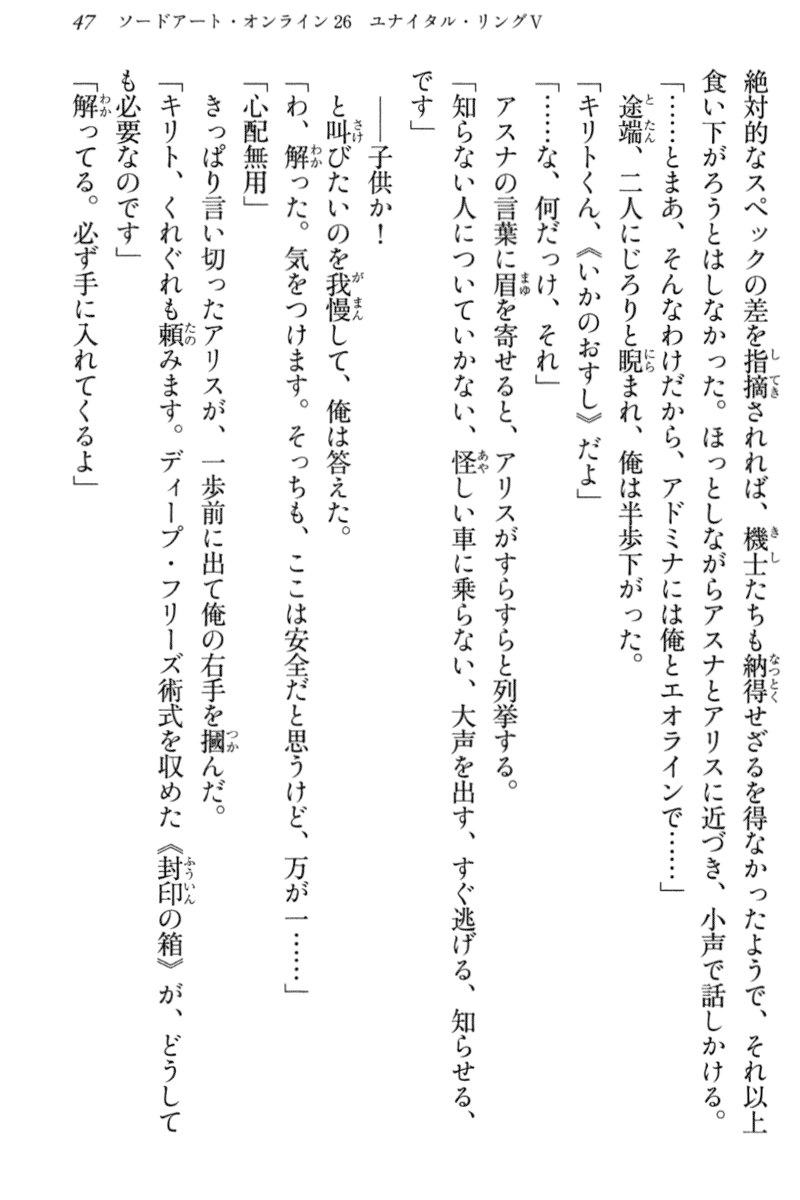 47 ソードアート・オンライン26 ユナイタル・リングⅤ
絶対的なスペックの差を指摘されれば、機士たちも納得せざるを得なかったようで、それ以上
食い下がろうとはしなかった。ほっとしながらアスナとアリスに近づき、小声で話しかける。
「……とまあ、そんなわけだから、アドミナには俺とエオラインで……」
途端、二人にじろりと睨まれ、俺は半歩下がった。
「キリトくん、《いかのおすし》だよ」
「……な、何だっけ、それ」
アスナの言葉に眉を寄せると、アリスがすらすらと列挙する。
「知らない人についていかない、怪しい車に乗らない、大声を出す、すぐ逃げる、知らせる、
です」
――子供か！
と叫びたいのを我慢して、俺は答えた。
「わ、解った。気をつけます。そっちも、ここは安全だと思うけど、万が一……」
「心配無用」
きっぱり言い切ったアリスが、一歩前に出て俺の右手を摑んだ。
「キリト、くれぐれも頼みます。ディープ・フリーズ術式を収めた《封印の箱》が、どうして
も必要なのです」
「解ってる。必ず手に入れてくるよ」